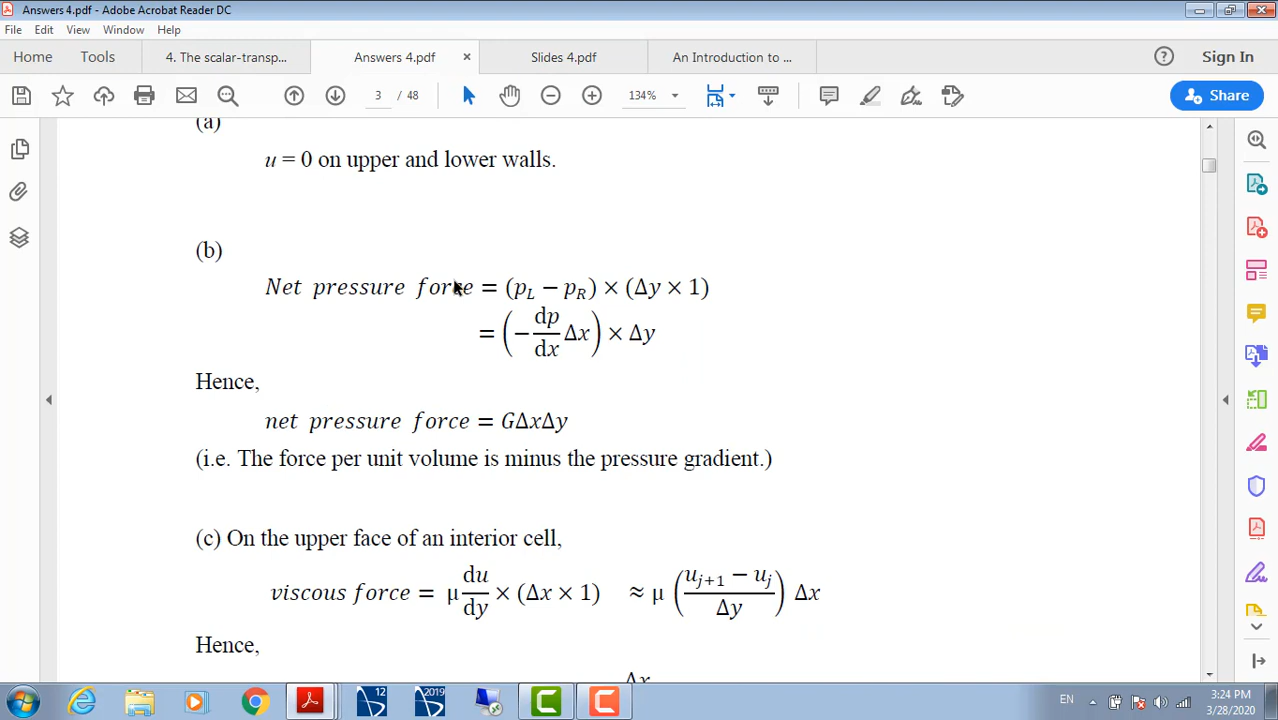 Answers 4.pdf - Adobe Acrobat Reader DC
File Edit View Window Help
Home Tools 4. The scalar-transp... Answers 4.pdf × Slides 4.pdf An Introduction to ... Sign In
3 / 48 134% Share
(a)
u = 0 on upper and lower walls.
(b)
Net pressure force = (p_L − p_R) × (Δy × 1)
= (−dp/dx Δx) × Δy
Hence,
net pressure force = GΔxΔy
(i.e. The force per unit volume is minus the pressure gradient.)
(c) On the upper face of an interior cell,
viscous force = μ du/dy × (Δx × 1) ≈ μ ((u_{j+1} − u_j)/Δy) Δx
Hence,
Δx
12 2019 EN 3:24 PM
3/28/2020